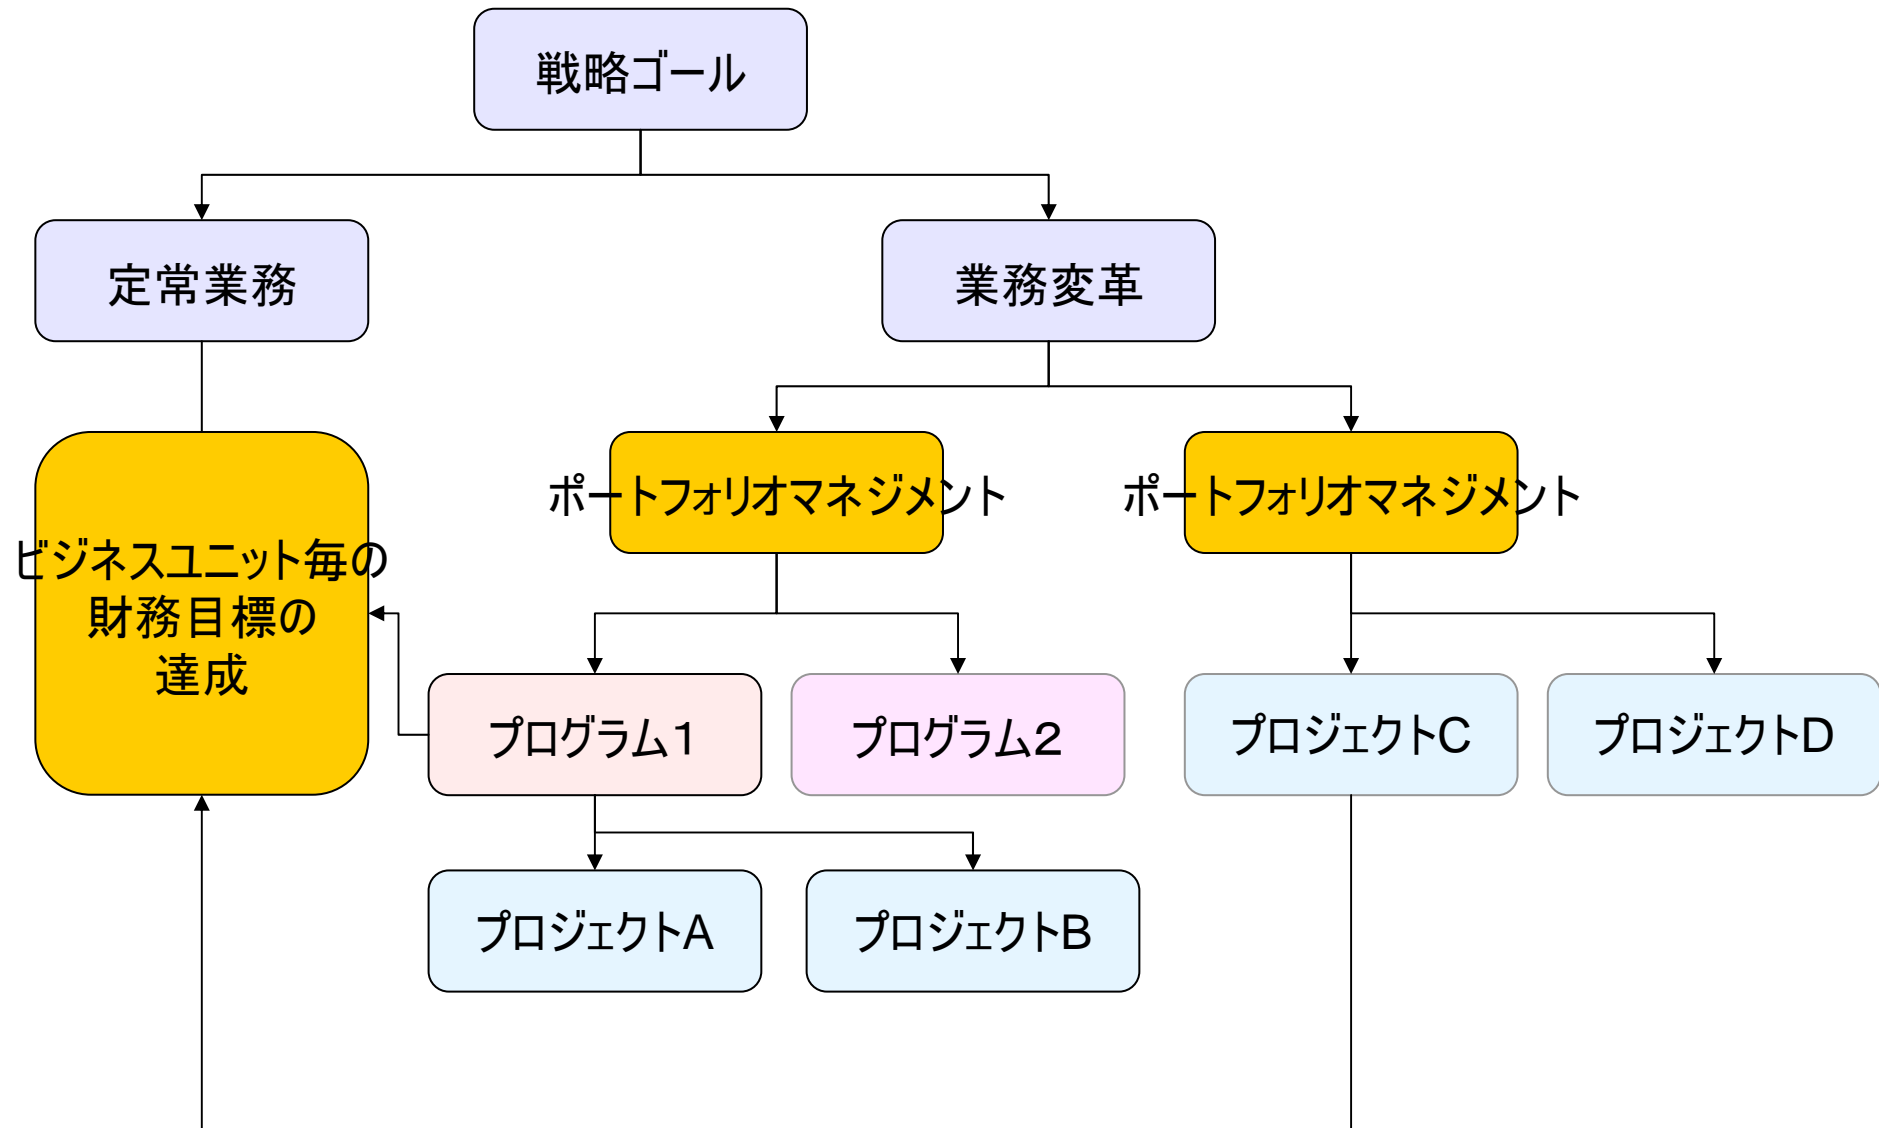 戦略ゴール
定常業務
業務変革
ポートフォリオマネジメント
ポートフォリオマネジメント
ビジネスユニット毎の
財務目標の
達成
プログラム1
プログラム2
プロジェクトC
プロジェクトD
プロジェクトA
プロジェクトB